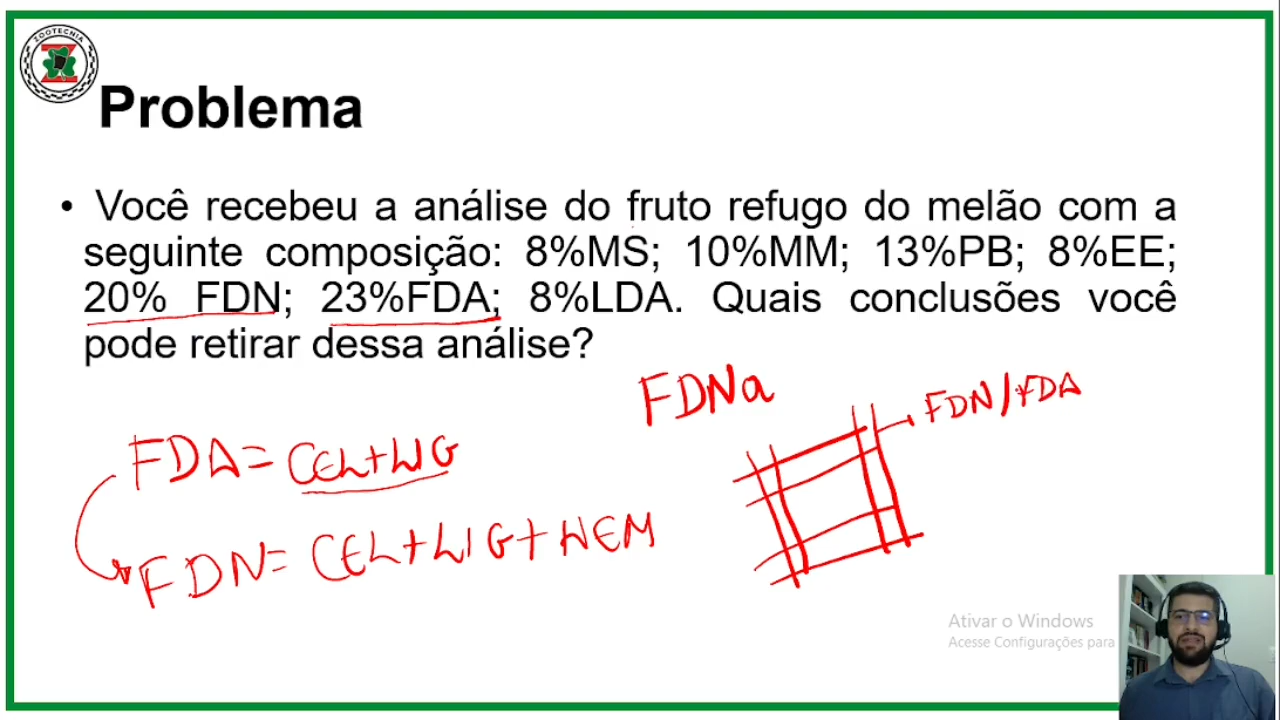 ZOOTECNIA
Z
Problema
• Você recebeu a análise do fruto refugo do melão com a
seguinte composição: 8%MS; 10%MM; 13%PB; 8%EE;
20% FDN; 23%FDA; 8%LDA. Quais conclusões você
pode retirar dessa análise?
FDNa
FDN/FDA
FDA= CEL+LIG
FDN= CEL+LIG+HEM
Ativar o Windows
Acesse Configurações para